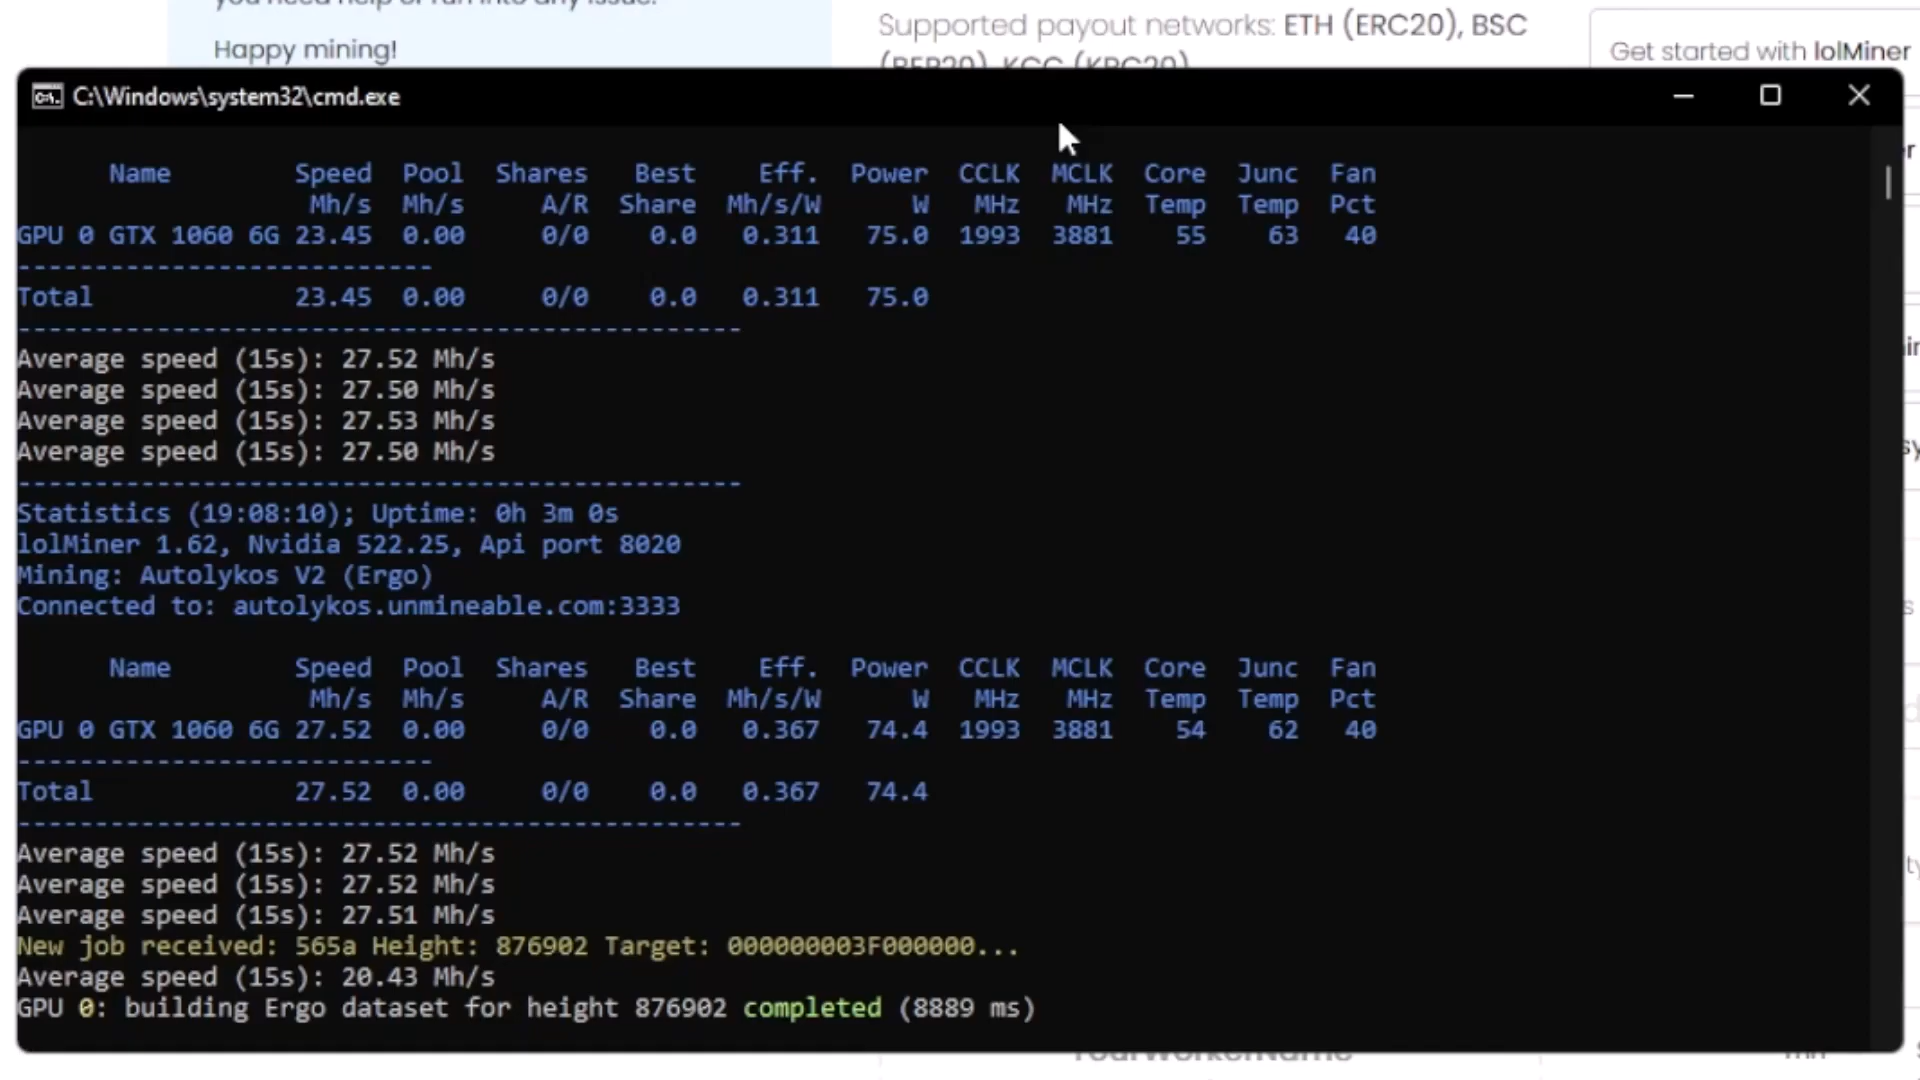 Happy mining!
Supported payout networks: ETH (ERC20), BSC
(BEP20), KCC (KRC20)
Get started with lolMiner
C:\Windows\system32\cmd.exe
Name Speed Pool Shares Best Eff. Power CCLK MCLK Core Junc Fan
Mh/s Mh/s A/R Share Mh/s/W W MHz MHz Temp Temp Pct
GPU 0 GTX 1060 6G 23.45 0.00 0/0 0.0 0.311 75.0 1993 3881 55 63 40
---------------------------
Total 23.45 0.00 0/0 0.0 0.311 75.0
-----------------------------------------------
Average speed (15s): 27.52 Mh/s
Average speed (15s): 27.50 Mh/s
Average speed (15s): 27.53 Mh/s
Average speed (15s): 27.50 Mh/s
-----------------------------------------------
Statistics (19:08:10); Uptime: 0h 3m 0s
lolMiner 1.62, Nvidia 522.25, Api port 8020
Mining: Autolykos V2 (Ergo)
Connected to: autolykos.unmineable.com:3333
Name Speed Pool Shares Best Eff. Power CCLK MCLK Core Junc Fan
Mh/s Mh/s A/R Share Mh/s/W W MHz MHz Temp Temp Pct
GPU 0 GTX 1060 6G 27.52 0.00 0/0 0.0 0.367 74.4 1993 3881 54 62 40
---------------------------
Total 27.52 0.00 0/0 0.0 0.367 74.4
-----------------------------------------------
Average speed (15s): 27.52 Mh/s
Average speed (15s): 27.52 Mh/s
Average speed (15s): 27.51 Mh/s
New job received: 565a Height: 876902 Target: 000000003F000000...
Average speed (15s): 20.43 Mh/s
GPU 0: building Ergo dataset for height 876902 completed (8889 ms)
YourWorkerName